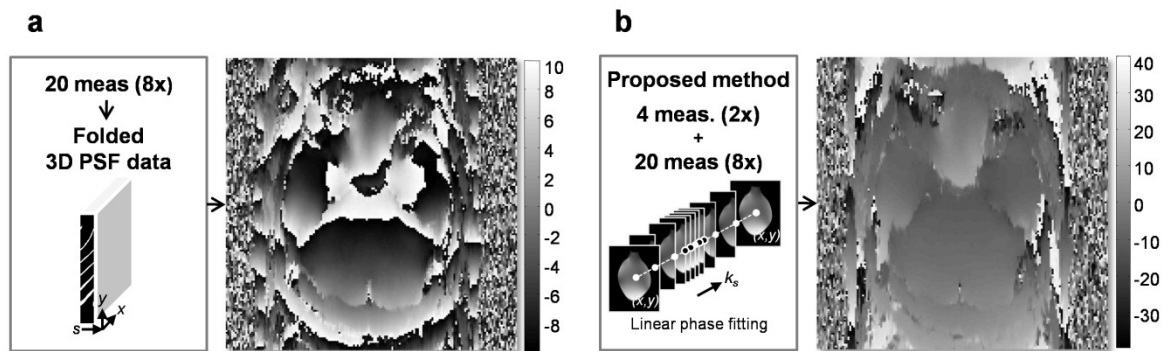 a
20 meas (8x)
Folded
3D PSF data
y
x
s
10
8
6
4
2
0
-2
-4
-6
-8
b
Proposed method
4 meas. (2x)
+
20 meas (8x)
(x,y)
(x,y)
ks
Linear phase fitting
40
30
20
10
0
-10
-20
-30